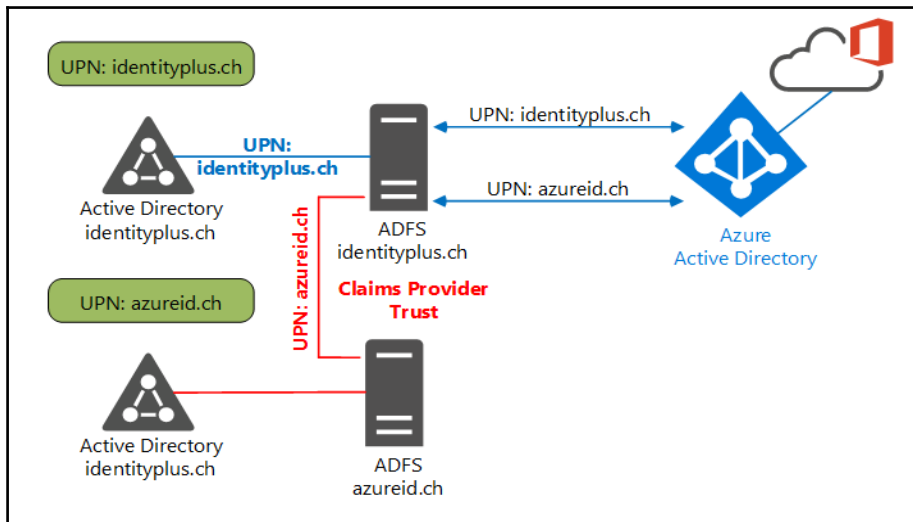 UPN: identityplus.ch
UPN: identityplus.ch
UPN:
identityplus.ch
UPN: azureid.ch
Active Directory
identityplus.ch
ADFS
identityplus.ch
Azure
Active Directory
UPN: azureid.ch
Claims Provider
Trust
UPN: azureid.ch
Active Directory
identityplus.ch
ADFS
azureid.ch